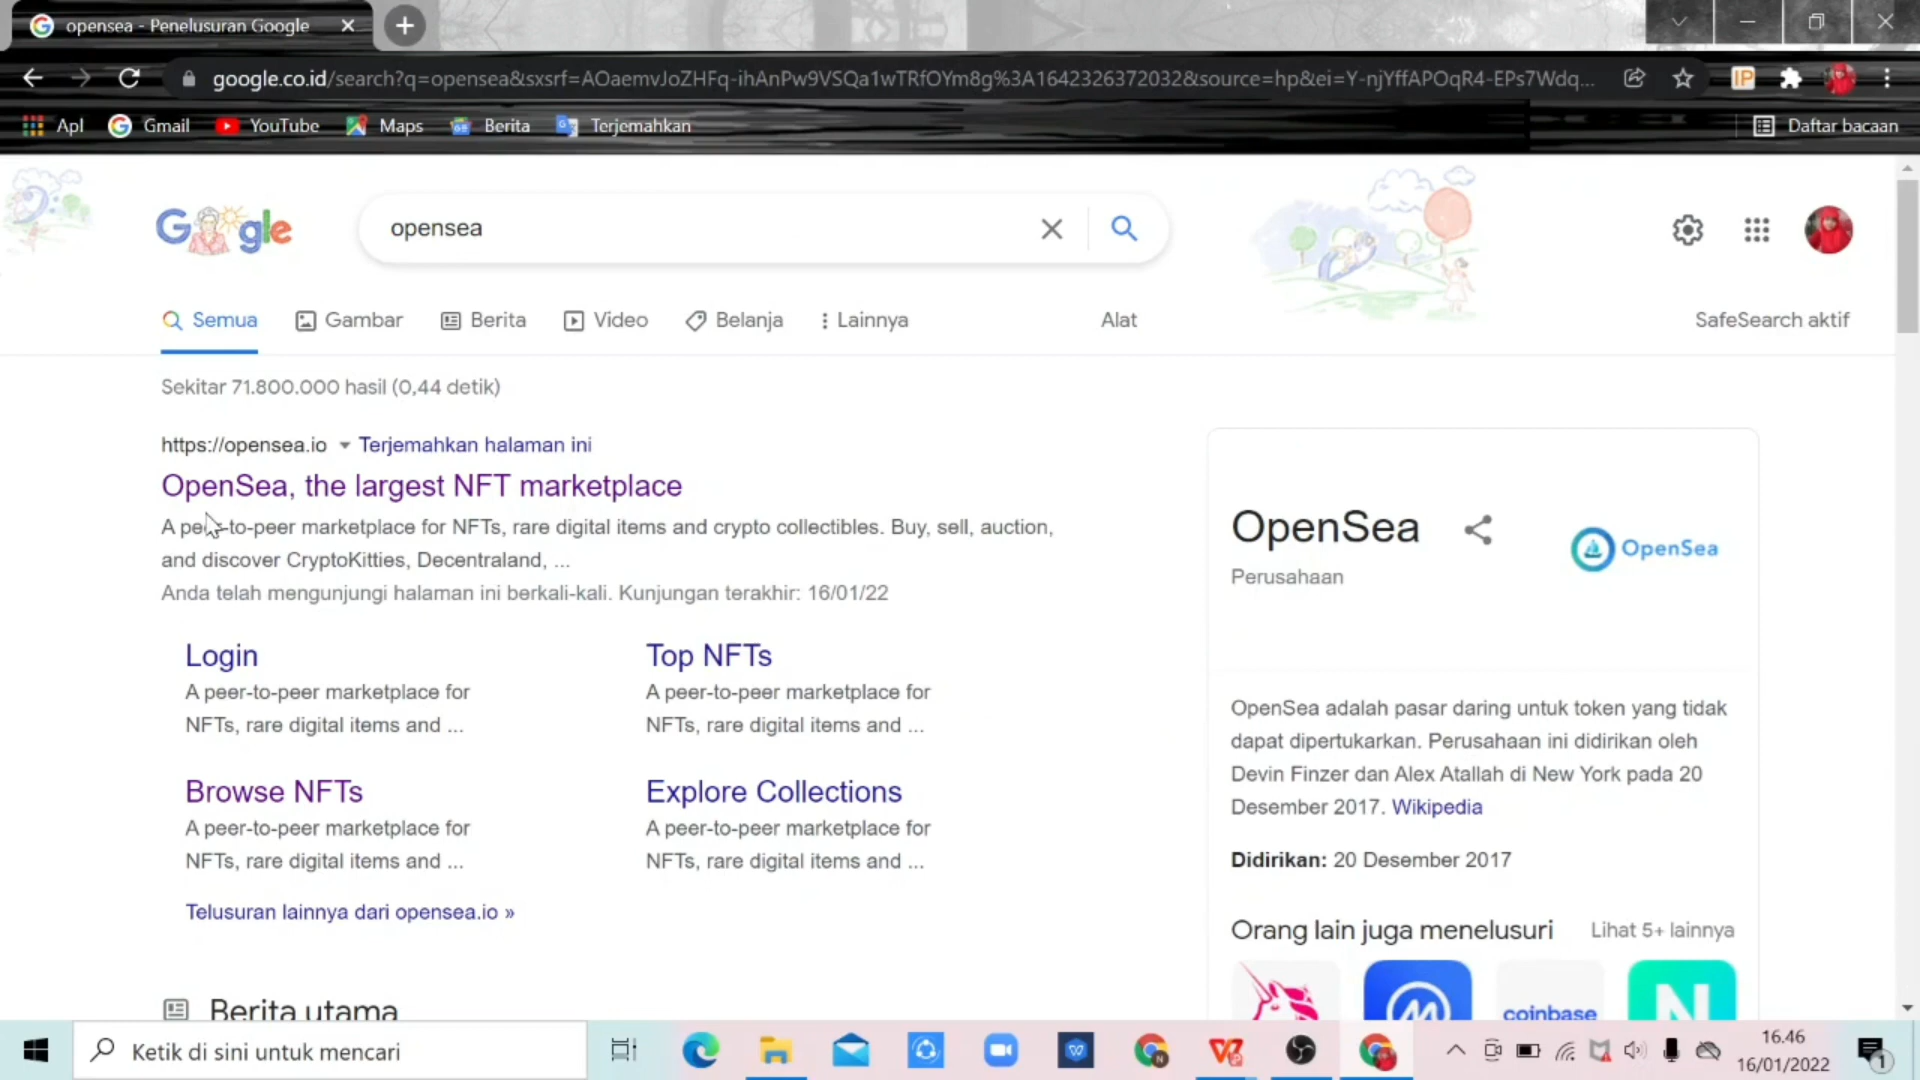 opensea - Penelusuran Google
google.co.id/search?q=opensea&sxsrf=AOaemvJoZHFq-ihAnPw9VSQa1wTRfOYm8g%3A1642326372032&source=hp&ei=Y-njYffAPOqR4-EPs7Wdq...
IP
Apl Gmail YouTube Maps Berita Terjemahkan Daftar bacaan
Google
opensea
Semua Gambar Berita Video Belanja Lainnya Alat SafeSearch aktif
Sekitar 71.800.000 hasil (0,44 detik)
https://opensea.io Terjemahkan halaman ini
OpenSea, the largest NFT marketplace
A peer-to-peer marketplace for NFTs, rare digital items and crypto collectibles. Buy, sell, auction,
and discover CryptoKitties, Decentraland, ...
Anda telah mengunjungi halaman ini berkali-kali. Kunjungan terakhir: 16/01/22
Login
A peer-to-peer marketplace for
NFTs, rare digital items and ...
Top NFTs
A peer-to-peer marketplace for
NFTs, rare digital items and ...
Browse NFTs
A peer-to-peer marketplace for
NFTs, rare digital items and ...
Explore Collections
A peer-to-peer marketplace for
NFTs, rare digital items and ...
Telusuran lainnya dari opensea.io »
Berita utama
OpenSea
Perusahaan
OpenSea
OpenSea adalah pasar daring untuk token yang tidak
dapat dipertukarkan. Perusahaan ini didirikan oleh
Devin Finzer dan Alex Atallah di New York pada 20
Desember 2017. Wikipedia
Didirikan: 20 Desember 2017
Orang lain juga menelusuri Lihat 5+ lainnya
coinbase
Ketik di sini untuk mencari
16.46
16/01/2022
1